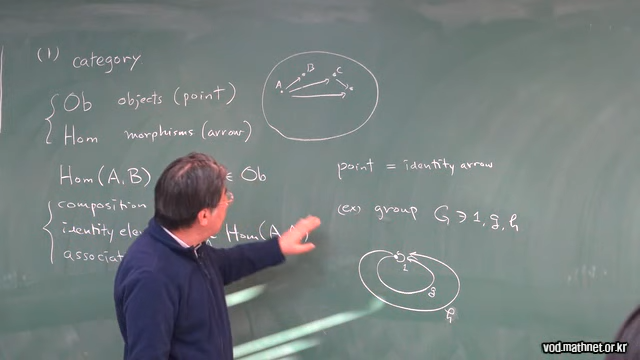 (1) category
Ob objects (point)
Hom morphisms (arrow)
Hom(A,B) ∈ Ob
composition
identity ele Hom(A,A)
associat
A B C
point = identity arrow
(ex) group G ∋ 1, g, h
1
g
h
vod.mathnet.or.kr